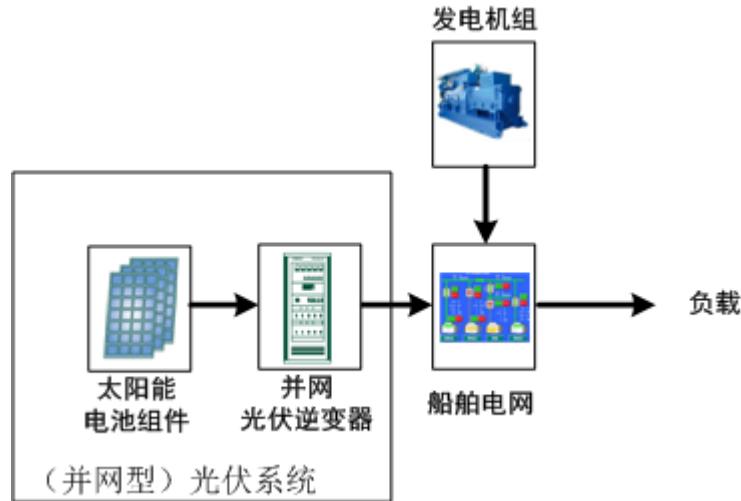 发电机组
太阳能
电池组件
并网
光伏逆变器
船舶电网
负载
（并网型）光伏系统